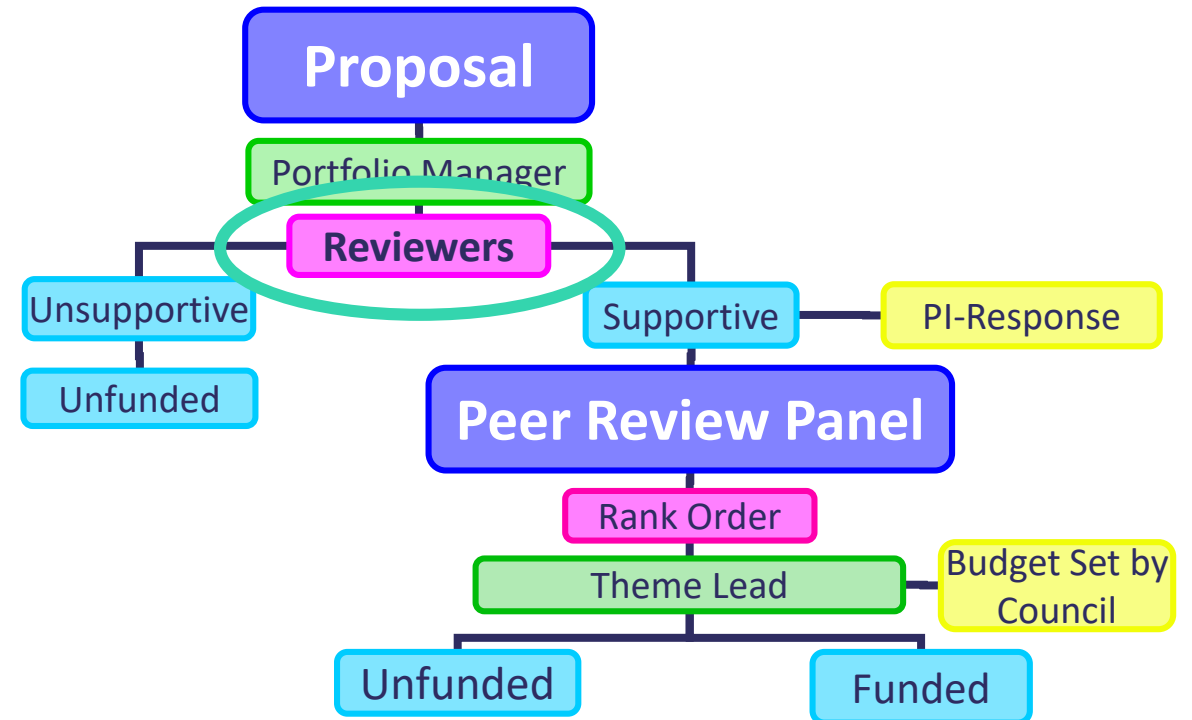 Proposal
Portfolio Manager
Reviewers
Unsupportive
Supportive
PI-Response
Unfunded
Peer Review Panel
Rank Order
Theme Lead
Budget Set by
Council
Unfunded
Funded